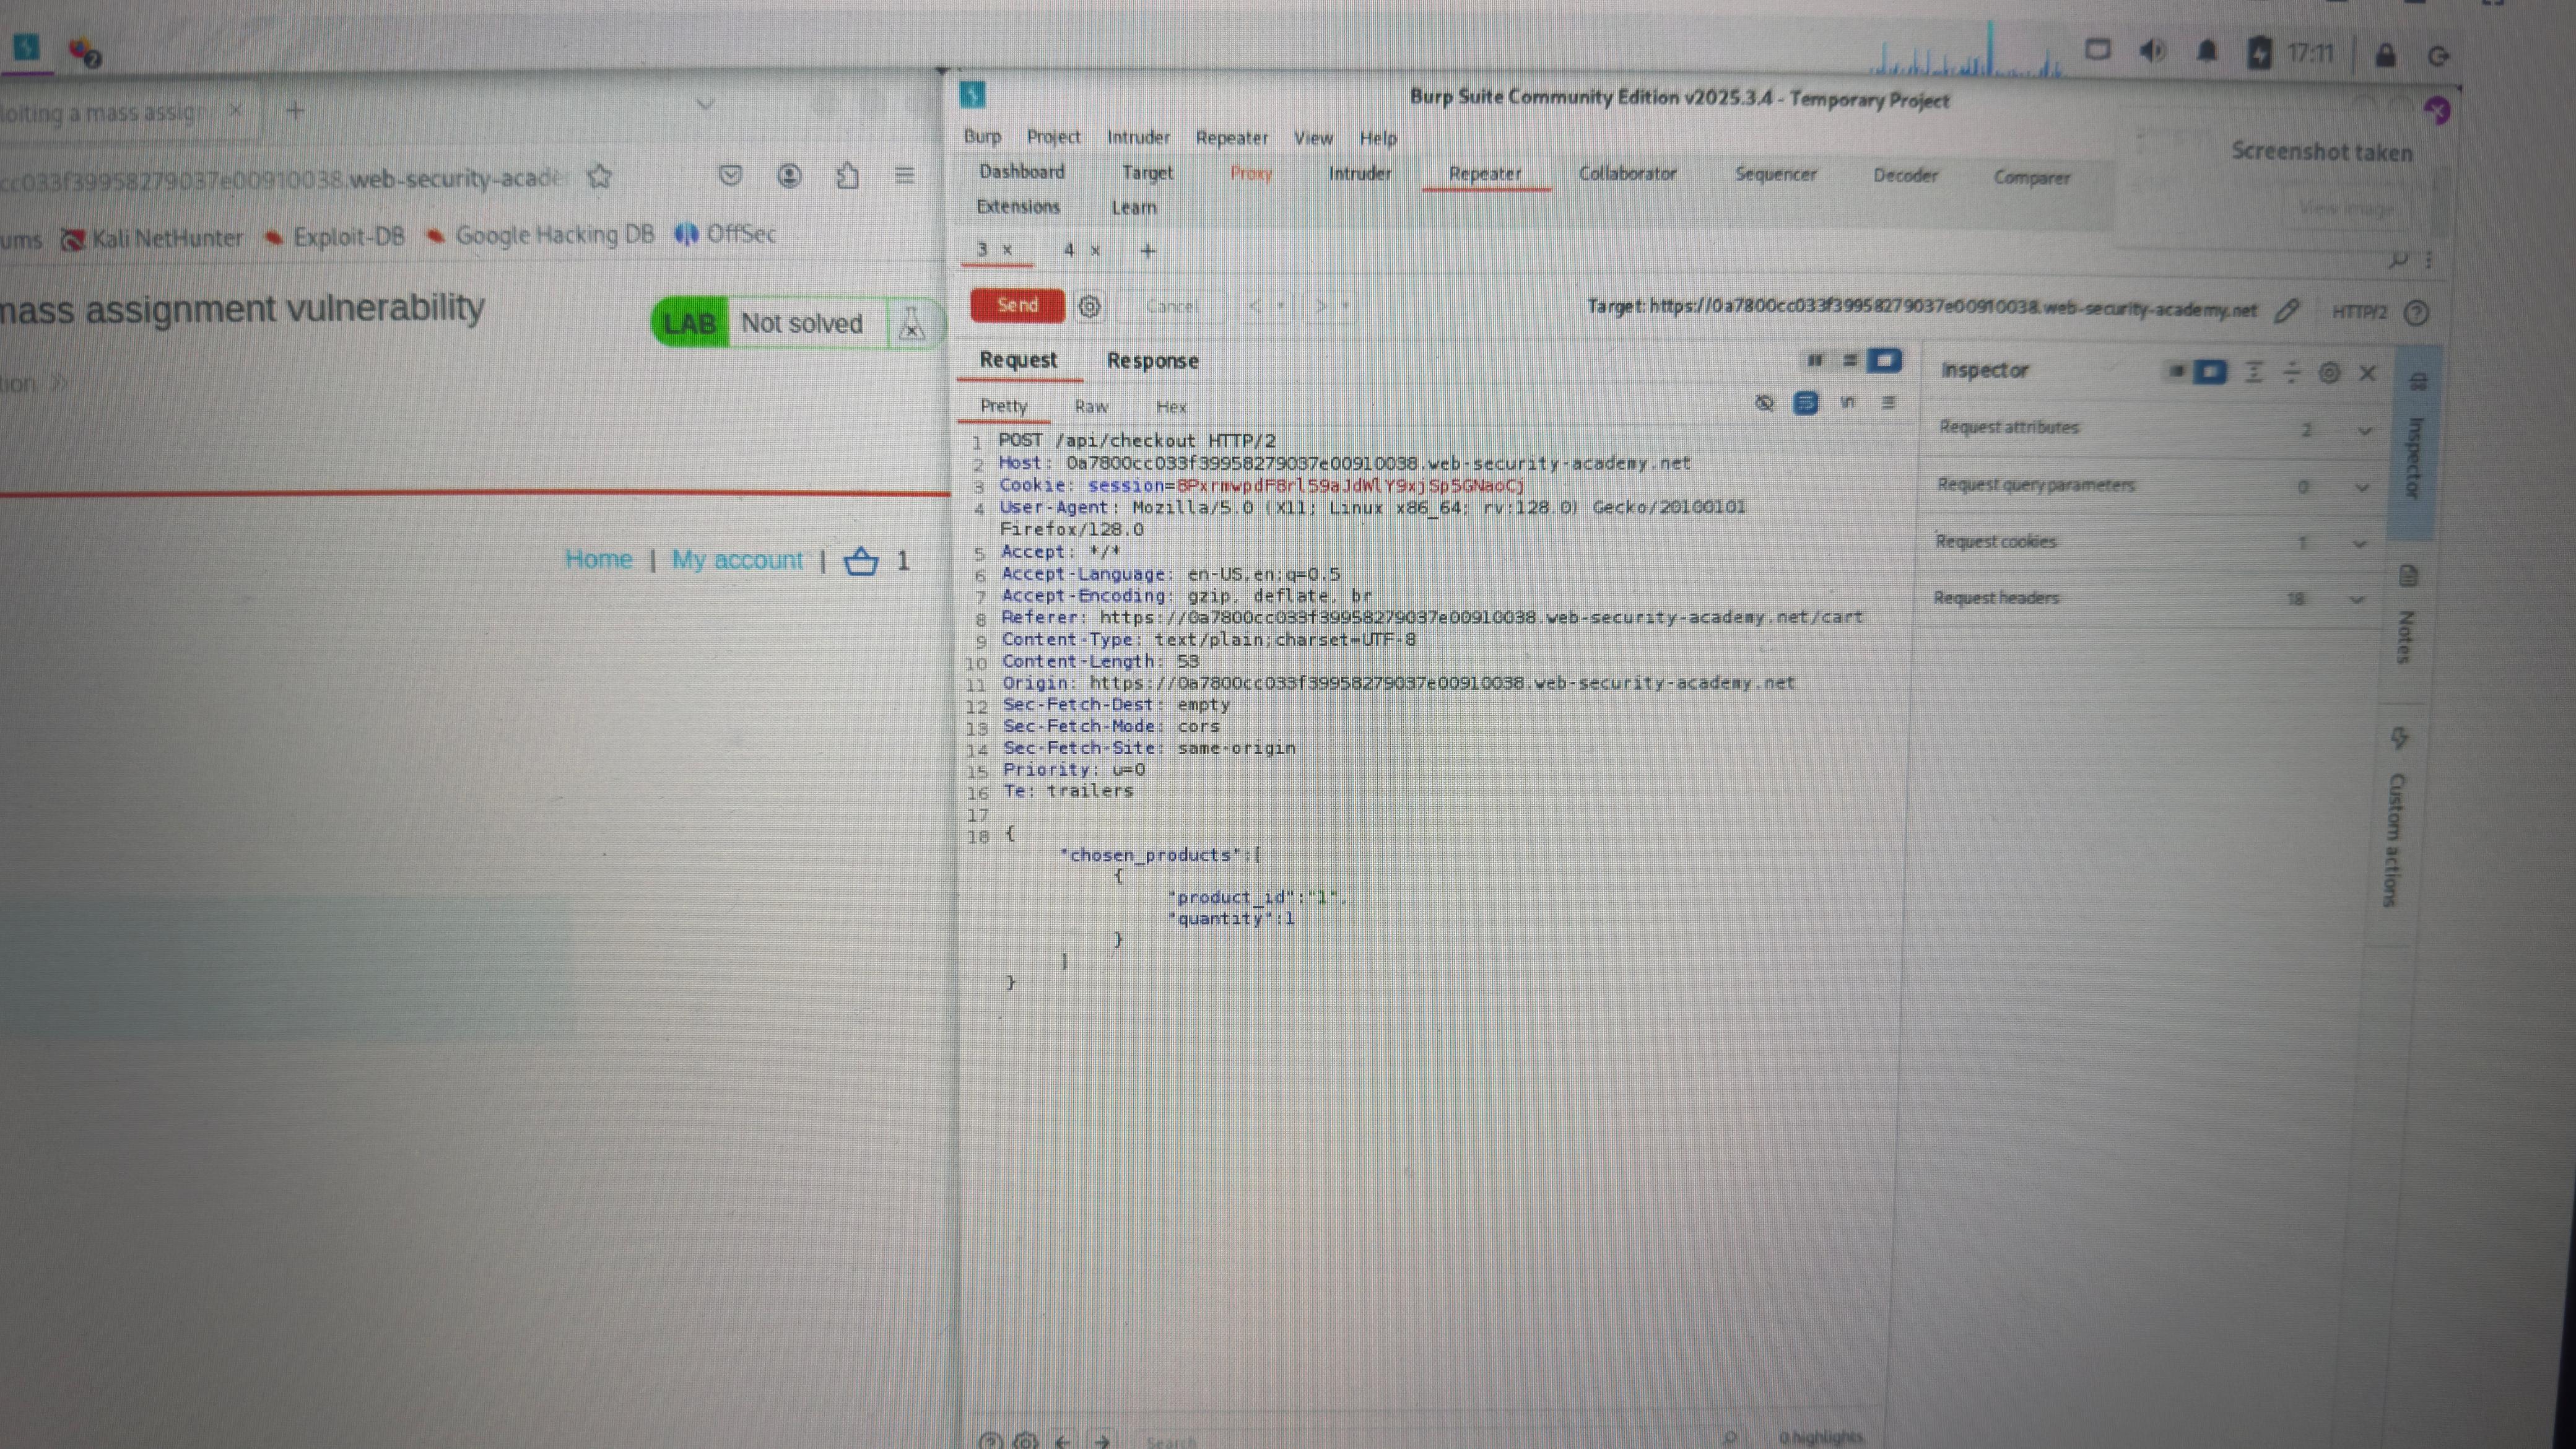 2
17:11
loiting a mass assign
cc033f39958279037e00910038.web-security-acade
ums Kali NetHunter Exploit-DB Google Hacking DB OffSec
mass assignment vulnerability
LAB Not solved
tion
Home | My account | 1
Burp Suite Community Edition v2025.3.4 - Temporary Project
Burp Project Intruder Repeater View Help
Screenshot taken
View image
Dashboard Target Proxy Intruder Repeater Collaborator Sequencer Decoder Comparer
Extensions Learn
3 × 4 × +
Send Cancel < >
Target: https://0a7800cc033f39958279037e00910038.web-security-academy.net HTTP/2
Request Response
Pretty Raw Hex
\n
1 POST /api/checkout HTTP/2
2 Host: 0a7800cc033f39958279037e00910038.web-security-academy.net
3 Cookie: session=8PxrmwpdF8rl59aJdWlY9xjSp5GNaoCj
4 User-Agent: Mozilla/5.0 (X11; Linux x86_64; rv:128.0) Gecko/20100101
Firefox/128.0
5 Accept: */*
6 Accept-Language: en-US,en;q=0.5
7 Accept-Encoding: gzip, deflate, br
8 Referer: https://0a7800cc033f39958279037e00910038.web-security-academy.net/cart
9 Content-Type: text/plain;charset=UTF-8
10 Content-Length: 53
11 Origin: https://0a7800cc033f39958279037e00910038.web-security-academy.net
12 Sec-Fetch-Dest: empty
13 Sec-Fetch-Mode: cors
14 Sec-Fetch-Site: same-origin
15 Priority: u=0
16 Te: trailers
17
18 {
"chosen_products":[
{
"product_id":"1",
"quantity":1
}
]
}
Inspector
Request attributes 2
Request query parameters 0
Request cookies 1
Request headers 18
Inspector
Notes
Custom actions
Search
0 highlights